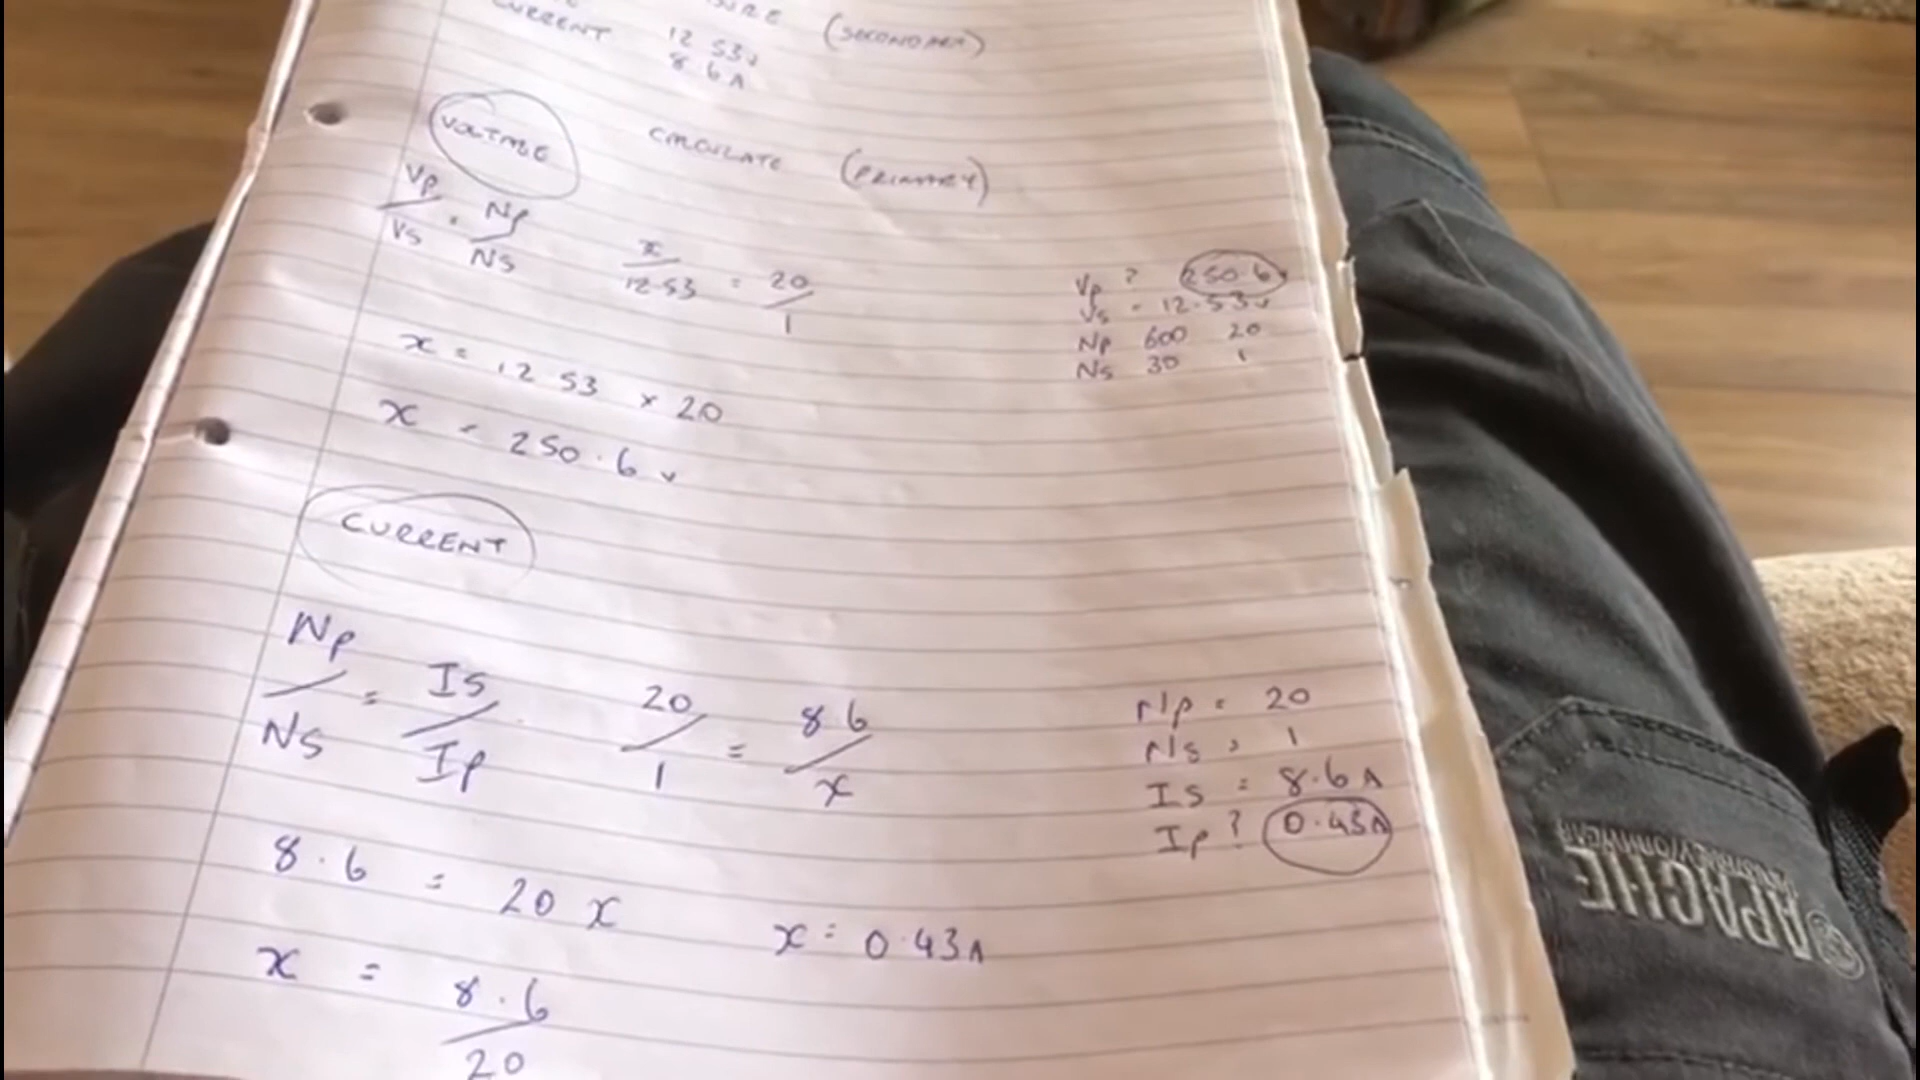 (SECONDARY)
CURRENT 12 53v
8 6 A
VOLTAGE CALCULATE (PRIMARY)
Vp/Vs = Np/Ns x/12.53 = 20/1
Vp ? 250.6v
Vs = 12.53v
Np 600 20
Ns 30 1
x = 12 53 × 20
x = 250.6 v
CURRENT
Np/Ns = Is/Ip 20/1 = 8 6/x
Np = 20
Ns = 1
Is = 8.6 A
Ip ? 0.43A
8.6 = 20 x x = 0.43A
x = 8.6/20
APACHE